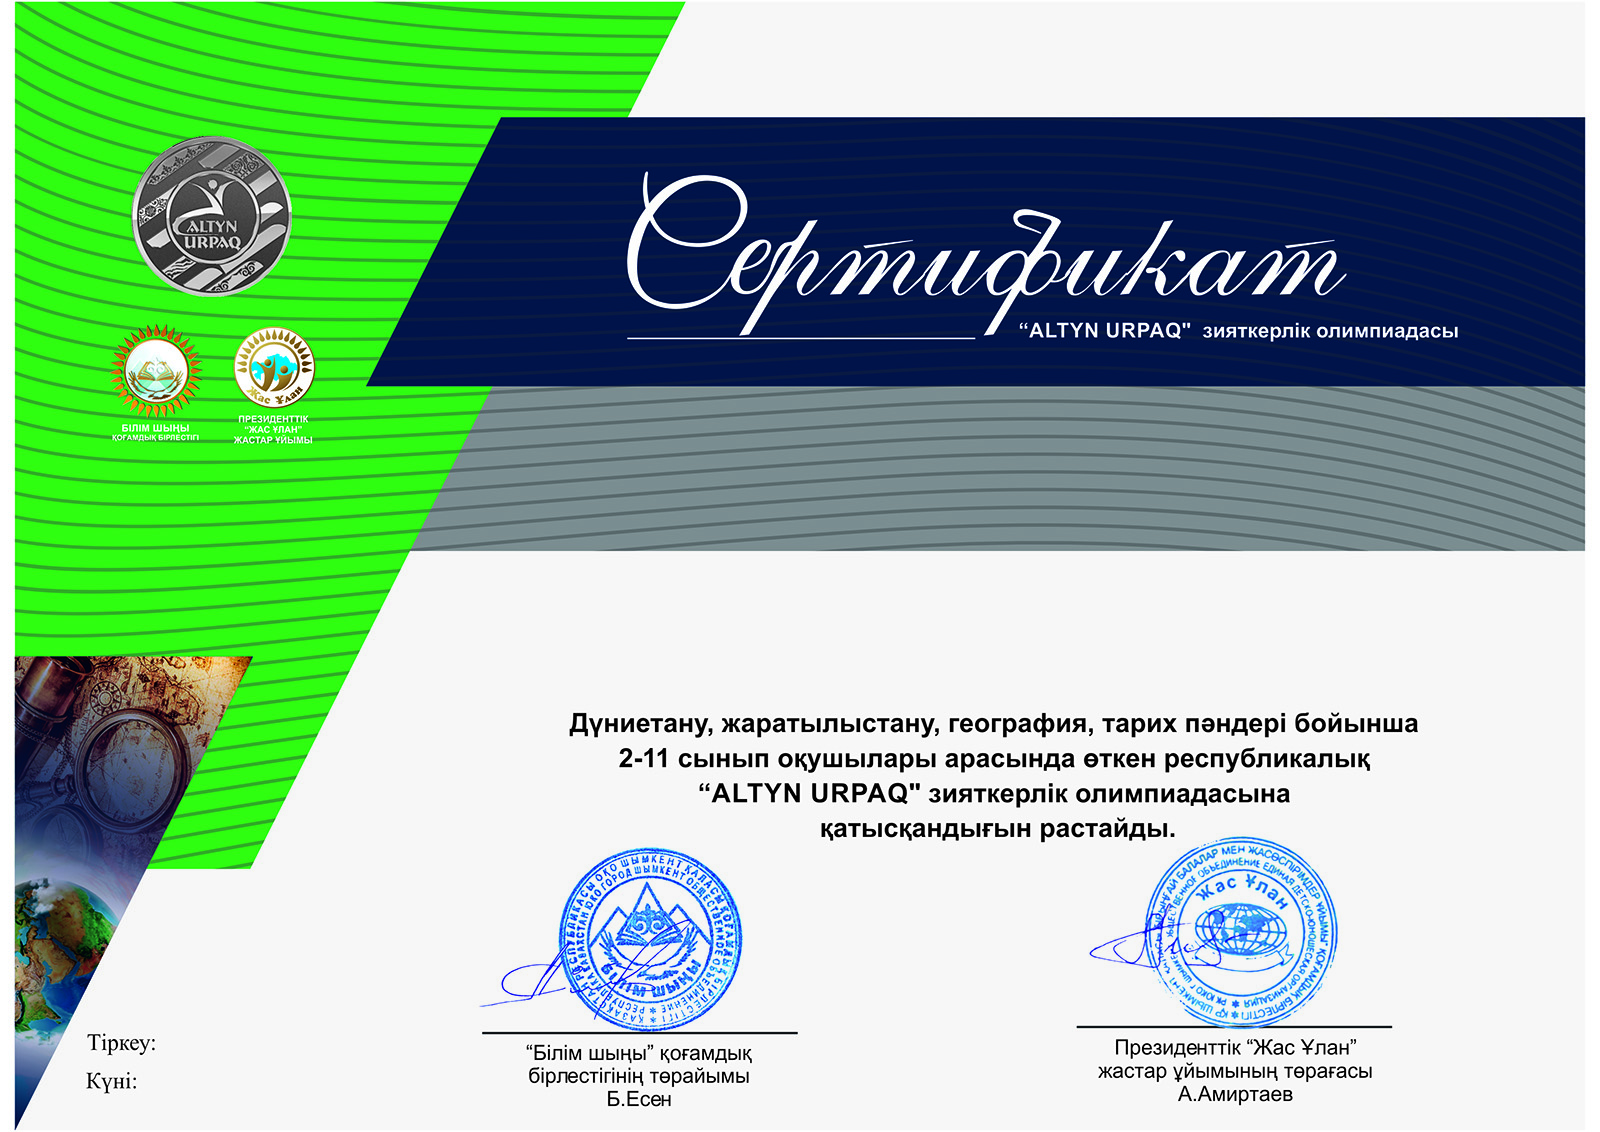 ALTYN
URPAQ
БІЛІМ ШЫҢЫ
ҚОҒАМДЫҚ БІРЛЕСТІГІ
Жас Ұлан
ПРЕЗИДЕНТТІК
“ЖАС ҰЛАН”
ЖАСТАР ҰЙЫМЫ
Сертификат
“ALTYN URPAQ" зияткерлік олимпиадасы
Дүниетану, жаратылыстану, география, тарих пәндері бойынша
2-11 сынып оқушылары арасында өткен республикалық
“ALTYN URPAQ" зияткерлік олимпиадасына
қатысқандығын растайды.
БІЛІМ ШЫҢЫ
Жас Ұлан
Тіркеу:
Күні:
“Білім шыңы” қоғамдық
бірлестігінің төрайымы
Б.Есен
Президенттік “Жас Ұлан”
жастар ұйымының төрағасы
А.Амиртаев